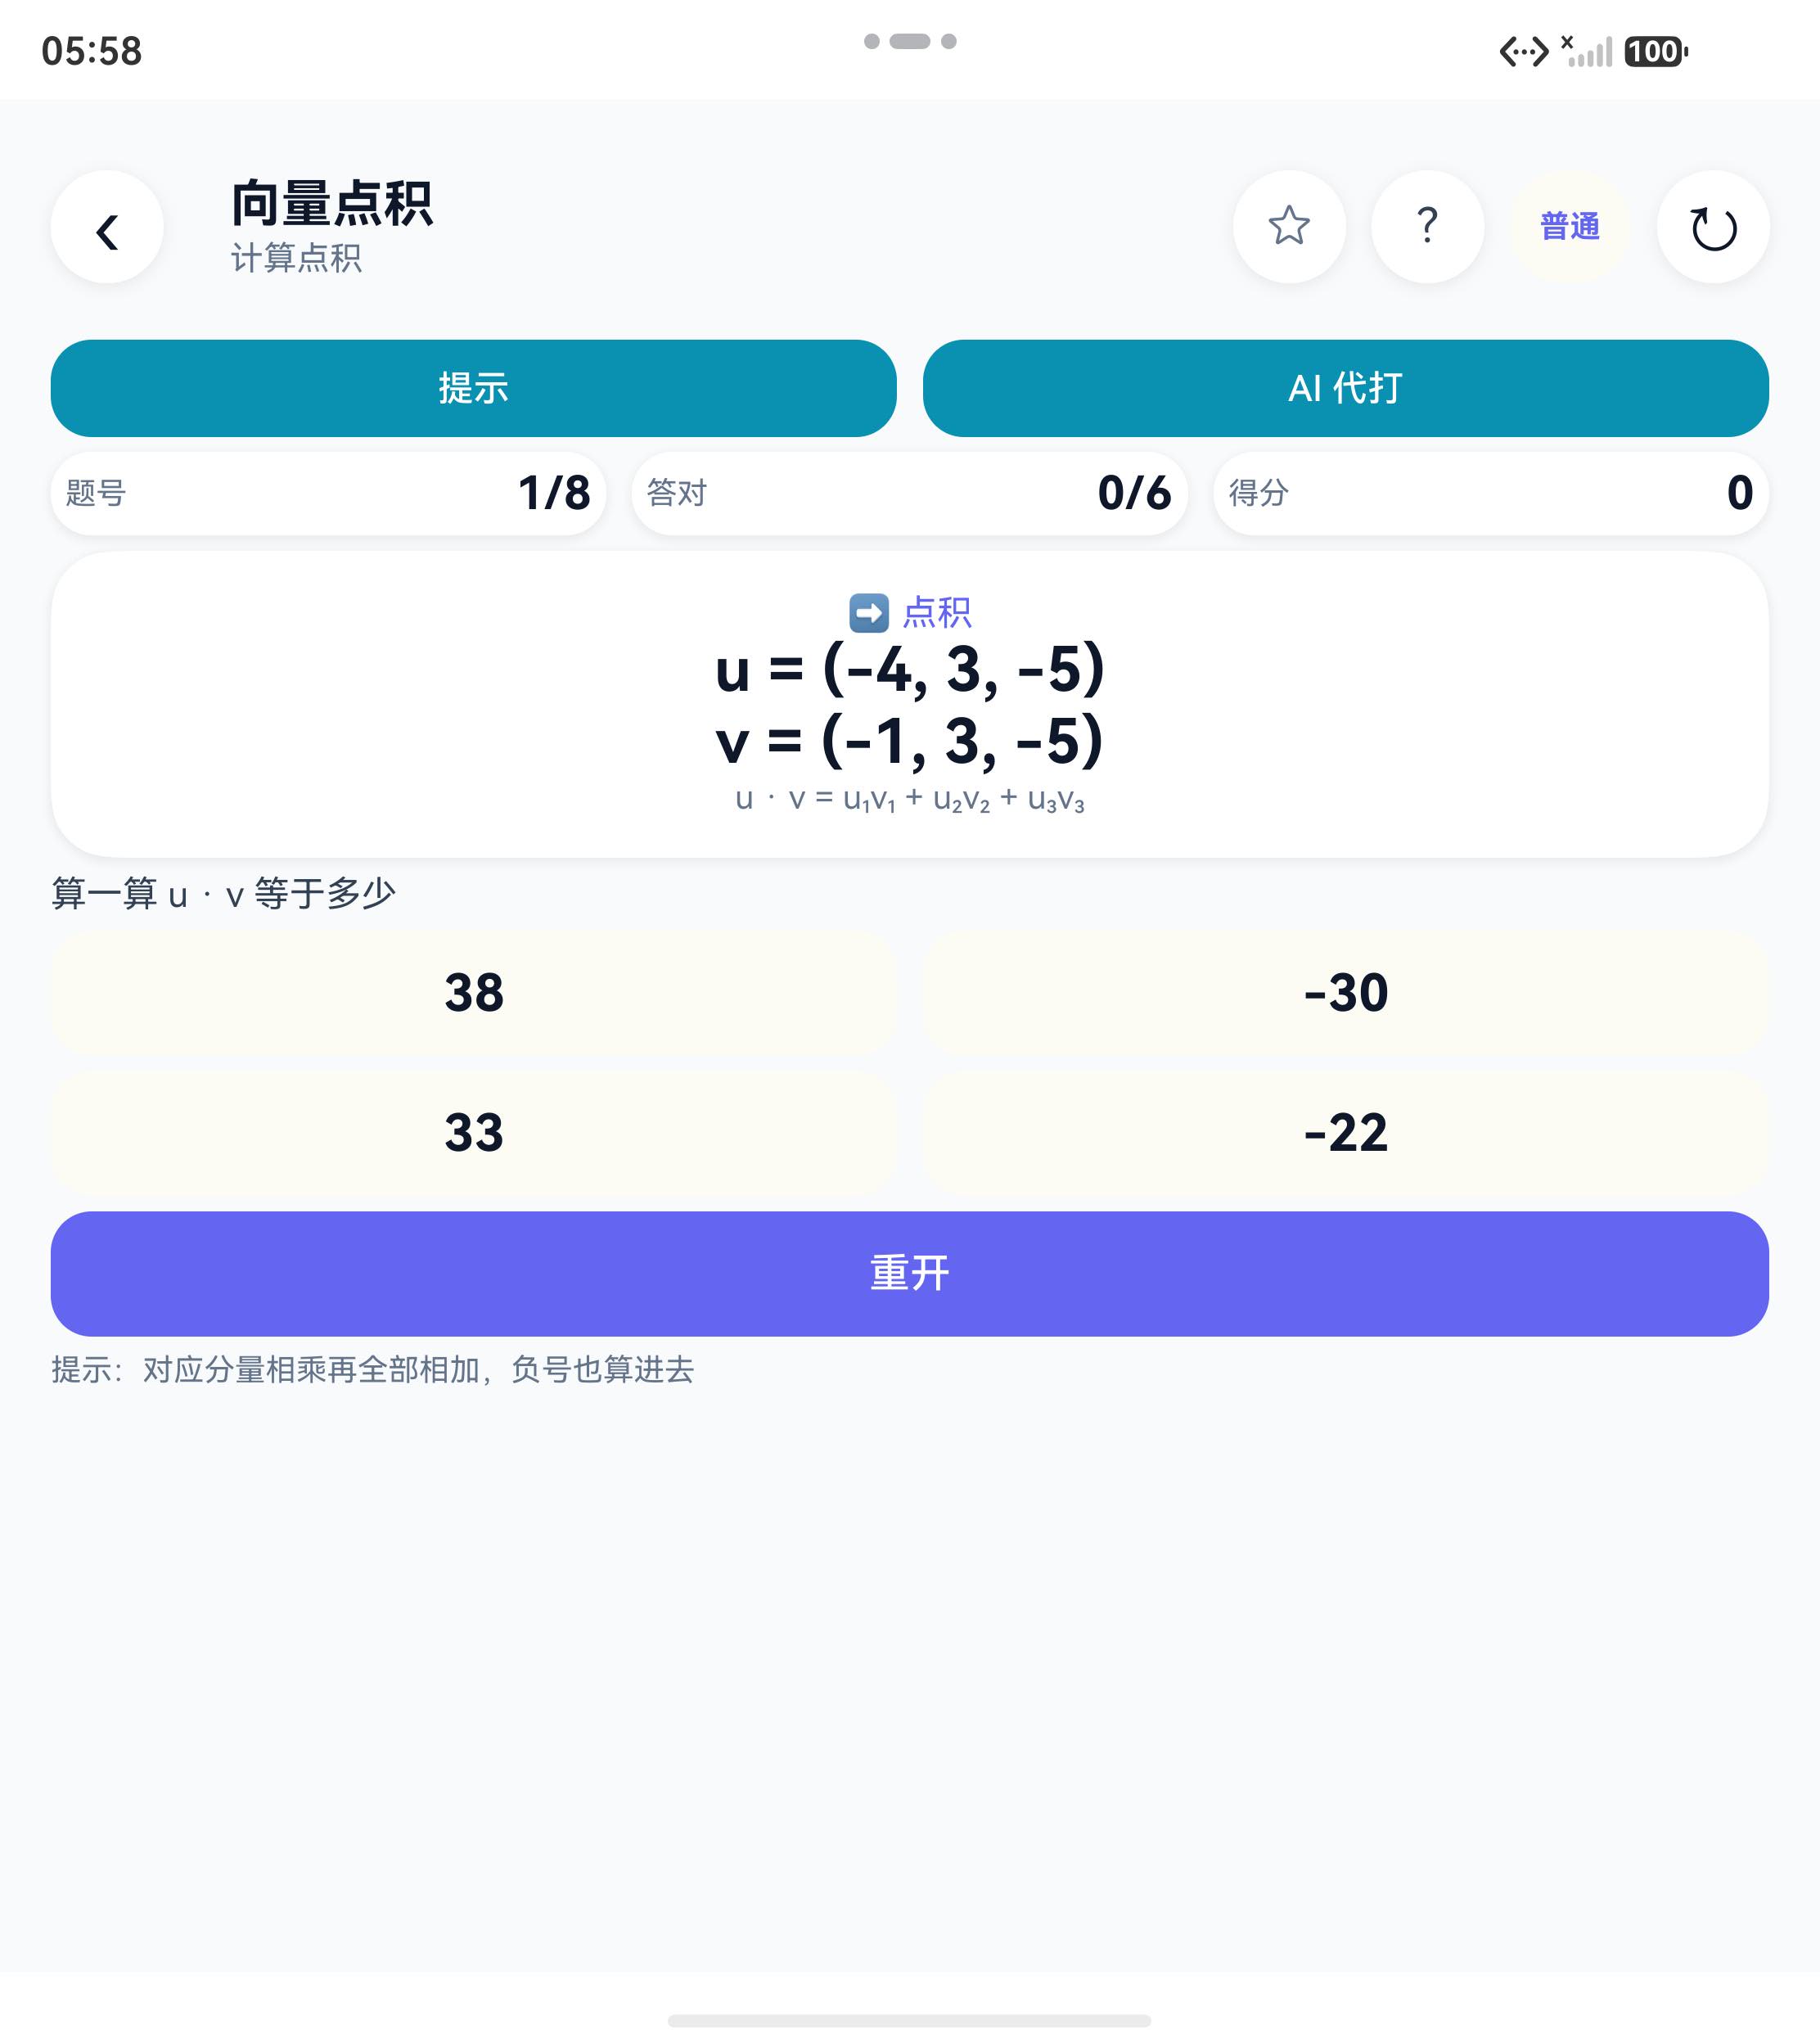 05:58
100
向量点积
计算点积
?
普通
提示
AI 代打
题号 1/8
答对 0/6
得分 0
➡️ 点积
u = (-4, 3, -5)
v = (-1, 3, -5)
u · v = u₁v₁ + u₂v₂ + u₃v₃
算一算 u · v 等于多少
38
-30
33
-22
重开
提示：对应分量相乘再全部相加，负号也算进去